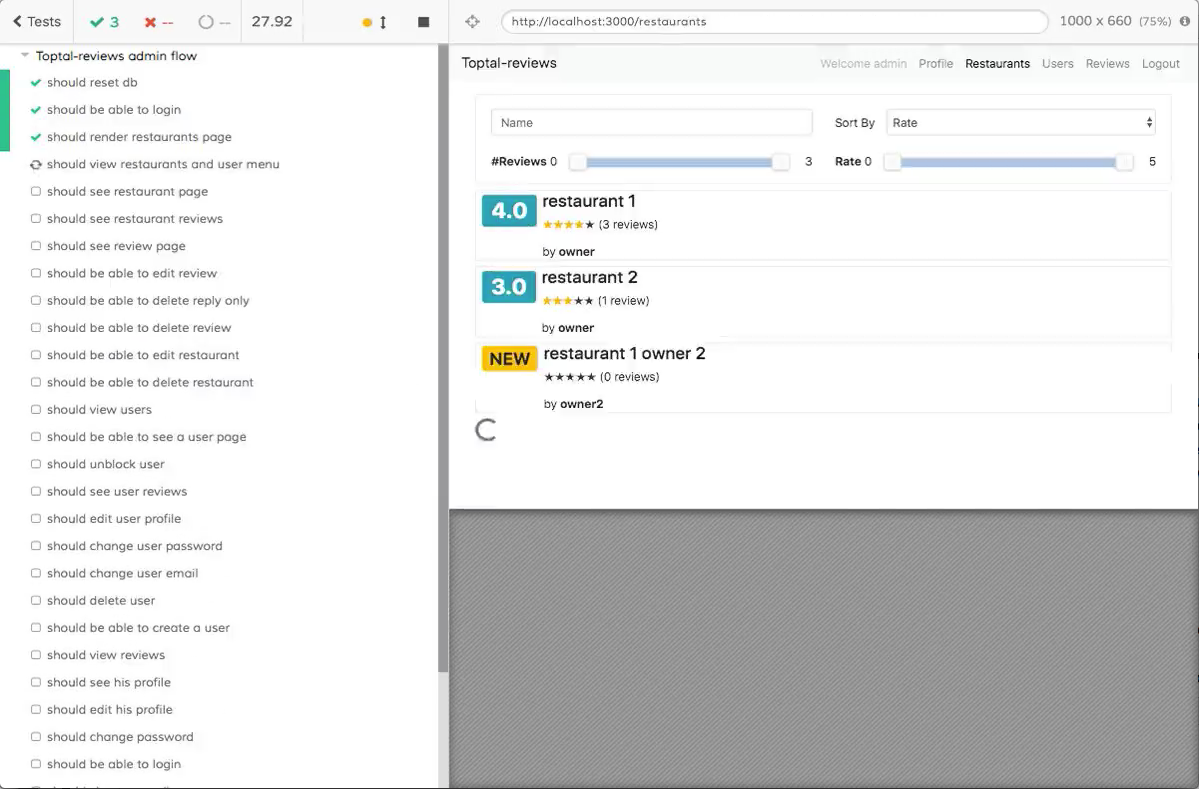 Tests
3
--
--
27.92
http://localhost:3000/restaurants
1000 x 660 (75%)
Toptal-reviews admin flow
should reset db
should be able to login
should render restaurants page
should view restaurants and user menu
should see restaurant page
should see restaurant reviews
should see review page
should be able to edit review
should be able to delete reply only
should be able to delete review
should be able to edit restaurant
should be able to delete restaurant
should view users
should be able to see a user page
should unblock user
should see user reviews
should edit user profile
should change user password
should change user email
should delete user
should be able to create a user
should view reviews
should see his profile
should edit his profile
should change password
should be able to login
Toptal-reviews
Welcome admin Profile Restaurants Users Reviews Logout
Name
Sort By Rate
#Reviews 0 3 Rate 0 5
4.0 restaurant 1
★★★★★ (3 reviews)
by owner
3.0 restaurant 2
★★★★★ (1 review)
by owner
NEW restaurant 1 owner 2
★★★★★ (0 reviews)
by owner2